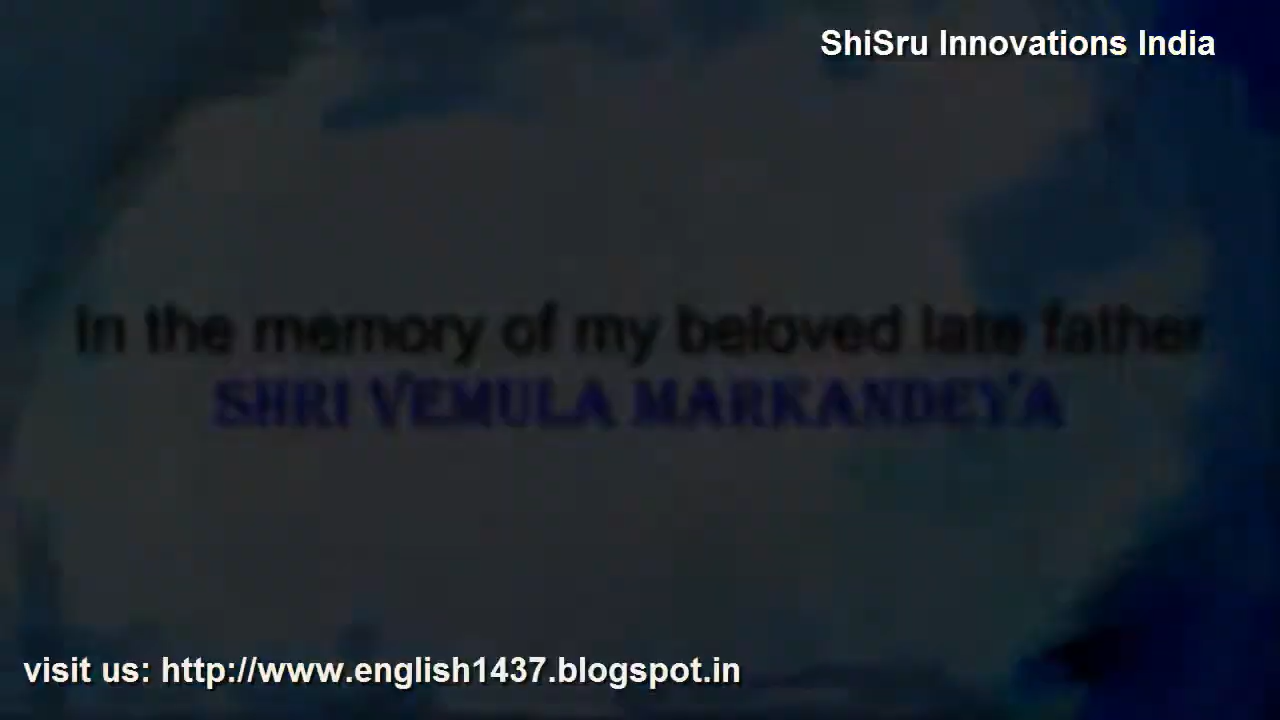 ShiSru Innovations India
In the memory of my beloved late father
SHRI VEMULA MARKANDEYA
visit us: http://www.english1437.blogspot.in